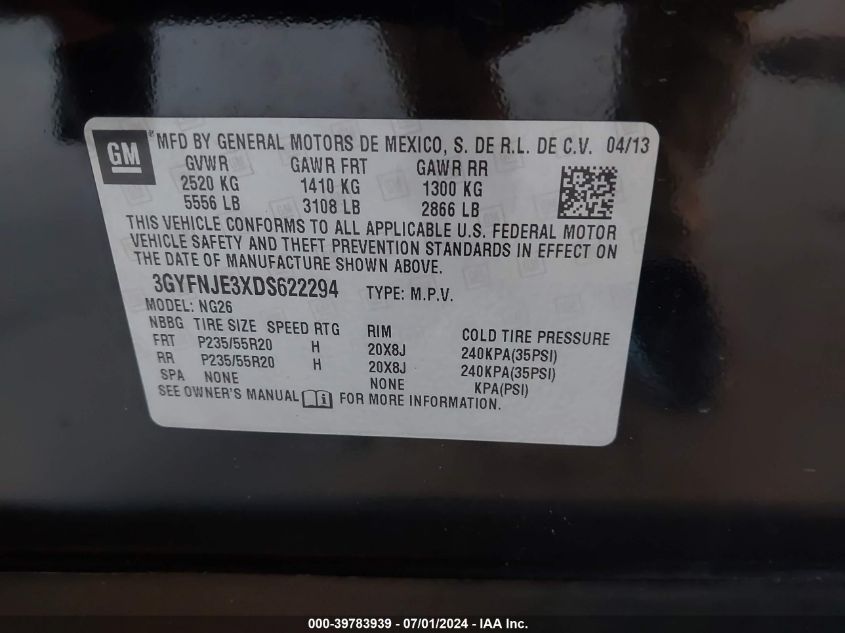 GM
MFD BY GENERAL MOTORS DE MEXICO, S. DE R.L. DE C.V. 04/13
GVWR GAWR FRT GAWR RR
2520 KG 1410 KG 1300 KG
5556 LB 3108 LB 2866 LB
THIS VEHICLE CONFORMS TO ALL APPLICABLE U.S. FEDERAL MOTOR
VEHICLE SAFETY AND THEFT PREVENTION STANDARDS IN EFFECT ON
THE DATE OF MANUFACTURE SHOWN ABOVE.
3GYFNJE3XDS622294 TYPE: M.P.V.
MODEL: NG26
NBBG TIRE SIZE SPEED RTG RIM COLD TIRE PRESSURE
FRT P235/55R20 H 20X8J 240KPA(35PSI)
RR P235/55R20 H 20X8J 240KPA(35PSI)
SPA NONE NONE KPA(PSI)
SEE OWNER'S MANUAL FOR MORE INFORMATION.
000-39783939 / 07/01/2024 - IAA Inc.